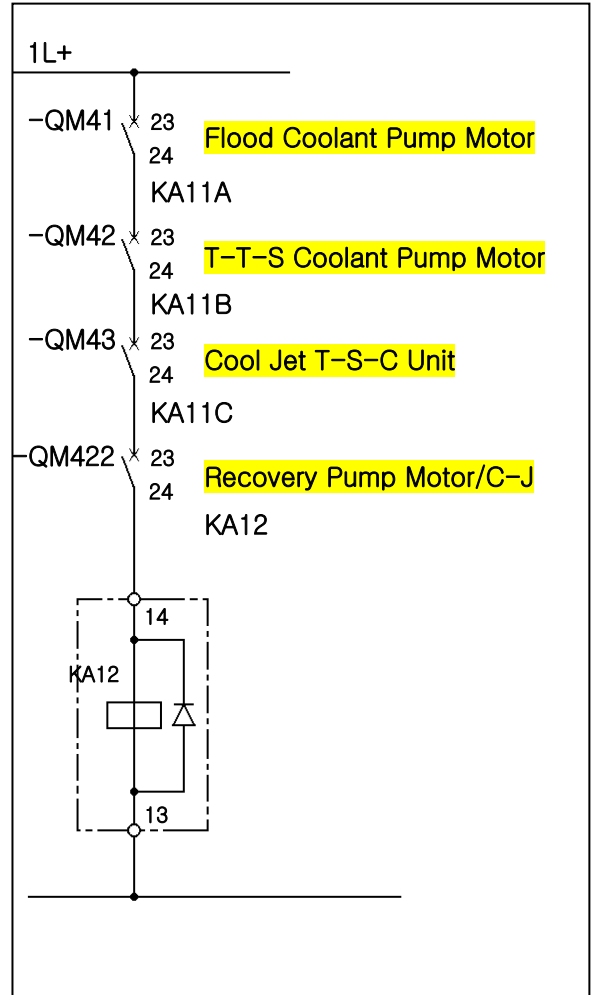 1L+
-QM41 23 Flood Coolant Pump Motor
24
KA11A
-QM42 23 T-T-S Coolant Pump Motor
24
KA11B
-QM43 23 Cool Jet T-S-C Unit
24
KA11C
-QM422 23 Recovery Pump Motor/C-J
24
KA12
14
KA12
13